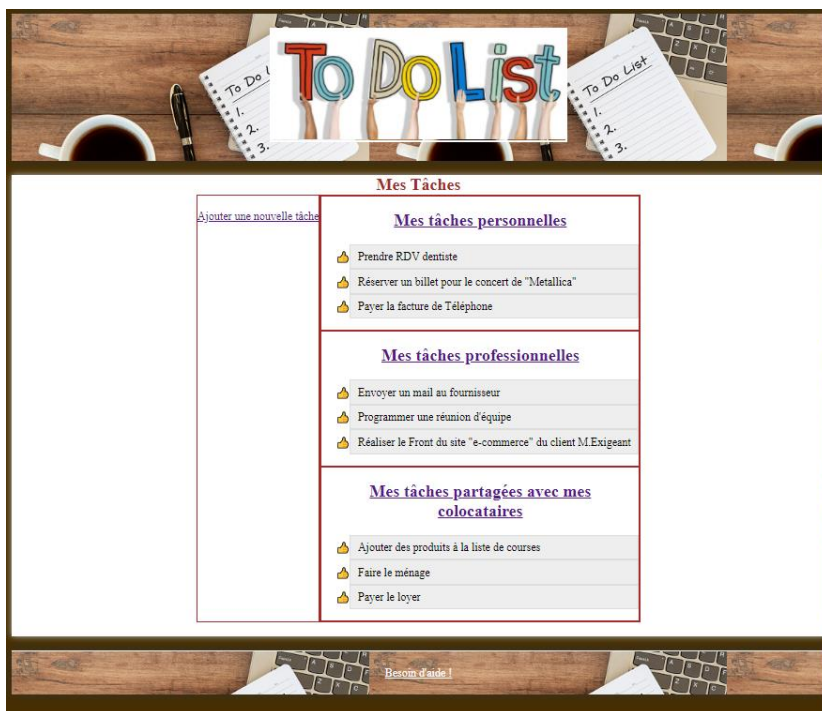 To Do L
1.
2.
3.
To Do List
To Do List
1.
2.
3.
Mes Tâches
Ajouter une nouvelle tâche
Mes tâches personnelles
Prendre RDV dentiste
Réserver un billet pour le concert de "Metallica"
Payer la facture de Téléphone
Mes tâches professionnelles
Envoyer un mail au fournisseur
Programmer une réunion d'équipe
Réaliser le Front du site "e-commerce" du client M.Exigeant
Mes tâches partagées avec mes
colocataires
Ajouter des produits à la liste de courses
Faire le ménage
Payer le loyer
Besoin d'aide !